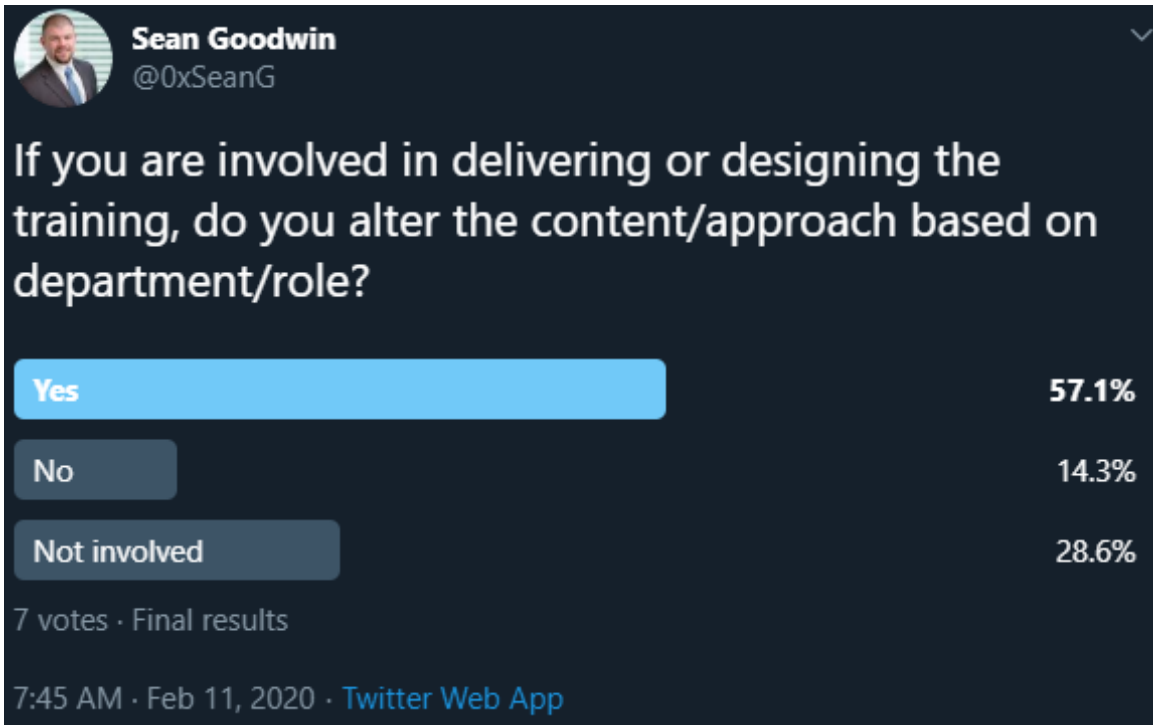 Sean Goodwin
@0xSeanG
If you are involved in delivering or designing the
training, do you alter the content/approach based on
department/role?
Yes 57.1%
No 14.3%
Not involved 28.6%
7 votes · Final results
7:45 AM · Feb 11, 2020 · Twitter Web App